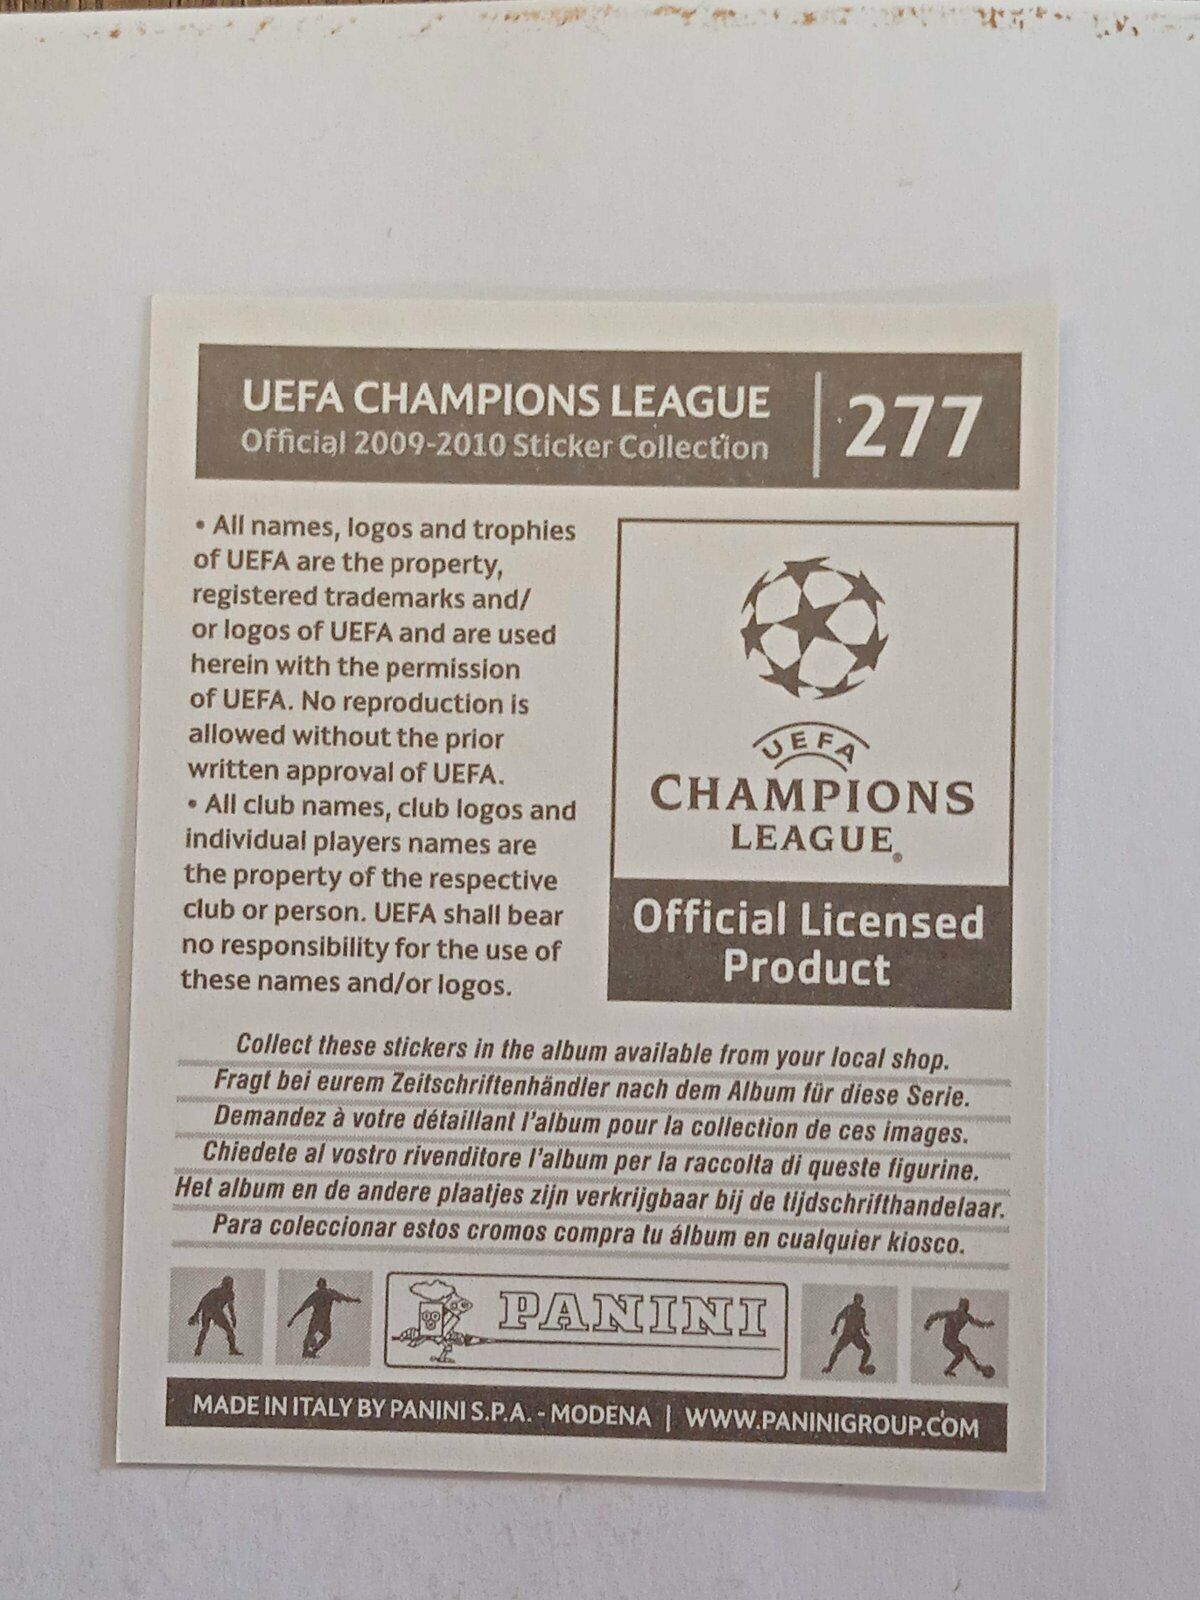 UEFA CHAMPIONS LEAGUE
Official 2009-2010 Sticker Collection
277
• All names, logos and trophies
of UEFA are the property,
registered trademarks and/
or logos of UEFA and are used
herein with the permission
of UEFA. No reproduction is
allowed without the prior
written approval of UEFA.
• All club names, club logos and
individual players names are
the property of the respective
club or person. UEFA shall bear
no responsibility for the use of
these names and/or logos.
UEFA
CHAMPIONS
LEAGUE®
Official Licensed
Product
Collect these stickers in the album available from your local shop.
Fragt bei eurem Zeitschriftenhändler nach dem Album für diese Serie.
Demandez à votre détaillant l'album pour la collection de ces images.
Chiedete al vostro rivenditore l'album per la raccolta di queste figurine.
Het album en de andere plaatjes zijn verkrijgbaar bij de tijdschrifthandelaar.
Para coleccionar estos cromos compra tu álbum en cualquier kiosco.
PANINI
MADE IN ITALY BY PANINI S.P.A. - MODENA | WWW.PANINIGROUP.COM